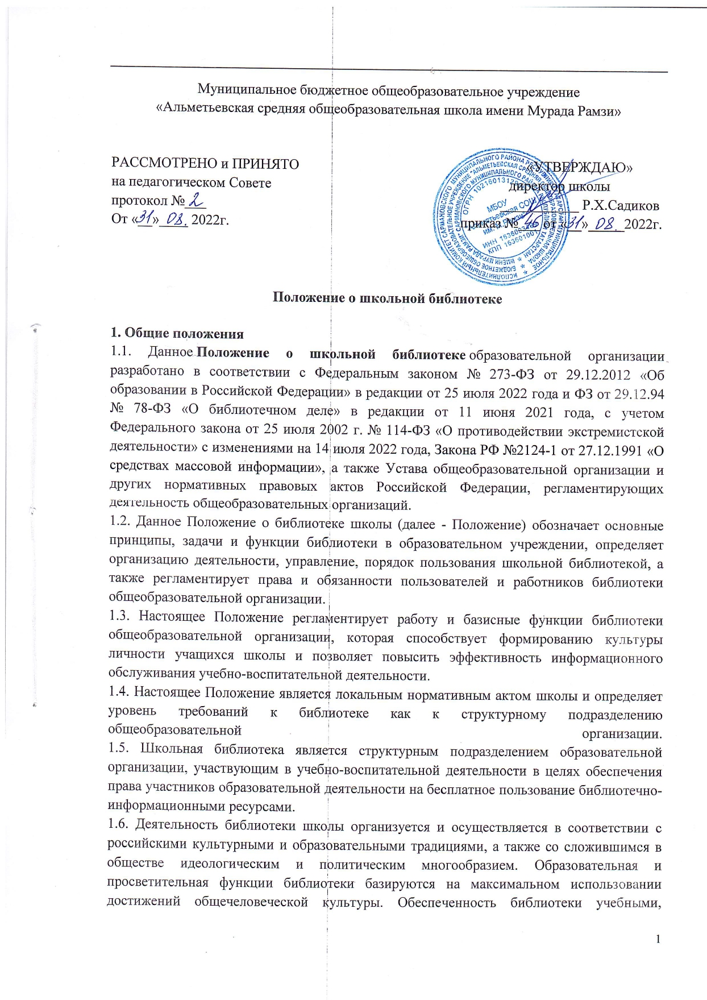 Муниципальное бюджетное общеобразовательное учреждение
«Альметьевская средняя общеобразовательная школа имени Мурада Рамзи»
РАССМОТРЕНО и ПРИНЯТО
на педагогическом Совете
протокол № 2
От «31» 08. 2022г.
«УТВЕРЖДАЮ»
директор школы
Р.Х.Садиков
приказ № 46 от «31» 08. 2022г.
МБОУ
ИНН
КПП 163601001
Положение о школьной библиотеке
1. Общие положения
1.1. Данное Положение о школьной библиотеке образовательной организации
разработано в соответствии с Федеральным законом № 273-ФЗ от 29.12.2012 «Об
образовании в Российской Федерации» в редакции от 25 июля 2022 года и ФЗ от 29.12.94
№ 78-ФЗ «О библиотечном деле» в редакции от 11 июня 2021 года, с учетом
Федерального закона от 25 июля 2002 г. № 114-ФЗ «О противодействии экстремистской
деятельности» с изменениями на 14 июля 2022 года, Закона РФ №2124-1 от 27.12.1991 «О
средствах массовой информации», а также Устава общеобразовательной организации и
других нормативных правовых актов Российской Федерации, регламентирующих
деятельность общеобразовательных организаций.
1.2. Данное Положение о библиотеке школы (далее - Положение) обозначает основные
принципы, задачи и функции библиотеки в образовательном учреждении, определяет
организацию деятельности, управление, порядок пользования школьной библиотекой, а
также регламентирует права и обязанности пользователей и работников библиотеки
общеобразовательной организации.
1.3. Настоящее Положение регламентирует работу и базисные функции библиотеки
общеобразовательной организации, которая способствует формированию культуры
личности учащихся школы и позволяет повысить эффективность информационного
обслуживания учебно-воспитательной деятельности.
1.4. Настоящее Положение является локальным нормативным актом школы и определяет
уровень требований к библиотеке как к структурному подразделению
общеобразовательной организации.
1.5. Школьная библиотека является структурным подразделением образовательной
организации, участвующим в учебно-воспитательной деятельности в целях обеспечения
права участников образовательной деятельности на бесплатное пользование библиотечно-
информационными ресурсами.
1.6. Деятельность библиотеки школы организуется и осуществляется в соответствии с
российскими культурными и образовательными традициями, а также со сложившимся в
обществе идеологическим и политическим многообразием. Образовательная и
просветительная функции библиотеки базируются на максимальном использовании
достижений общечеловеческой культуры. Обеспеченность библиотеки учебными,
1